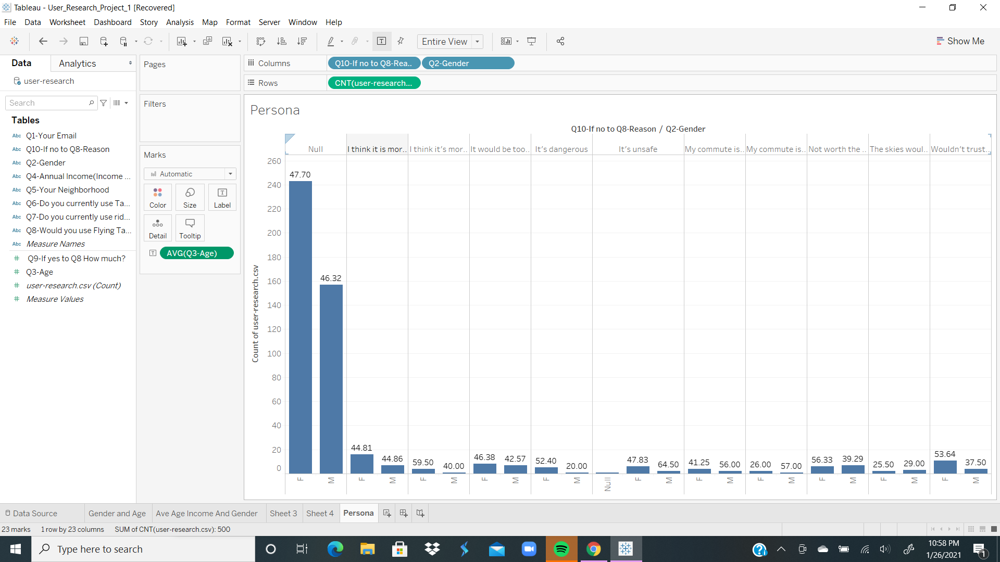 Tableau - User_Research_Project_1 [Recovered]
File Data Worksheet Dashboard Story Analysis Map Format Server Window Help
Entire View
Show Me
Data Analytics
Pages
Columns
Q10-If no to Q8-Rea..
Q2-Gender
user-research
Rows
CNT(user-research...
Search
Filters
Tables
Abc Q1-Your Email
Abc Q10-If no to Q8-Reason
Abc Q2-Gender
Abc Q4-Annual Income(Income ...
Abc Q5-Your Neighborhood
Abc Q6-Do you currently use Ta...
Abc Q7-Do you currently use rid...
Abc Q8-Would you use Flying Ta...
Abc Measure Names
# Q9-If yes to Q8 How much?
# Q3-Age
# user-research.csv (Count)
# Measure Values
Marks
Automatic
Color Size Label
Detail Tooltip
AVG(Q3-Age)
Persona
Q10-If no to Q8-Reason / Q2-Gender
Null I think it is mor.. I think it's mor.. It would be too.. It's dangerous It's unsafe My commute is.. My commute is.. Not worth the .. The skies woul.. Wouldn't trust..
260
240
220
200
180
160
140
120
100
80
60
40
20
0
Count of user-research.csv
47.70 46.32 44.81 44.86 59.50 40.00 46.38 42.57 52.40 20.00 47.83 64.50 41.25 56.00 26.00 57.00 56.33 39.29 25.50 29.00 53.64 37.50
F M F M F M F M F M Null F M F M F M F M F M F M
Data Source Gender and Age Ave Age Income And Gender Sheet 3 Sheet 4 Persona
23 marks 1 row by 23 columns SUM of CNT(user-research.csv): 500
Type here to search
10:58 PM
1/26/2021
1